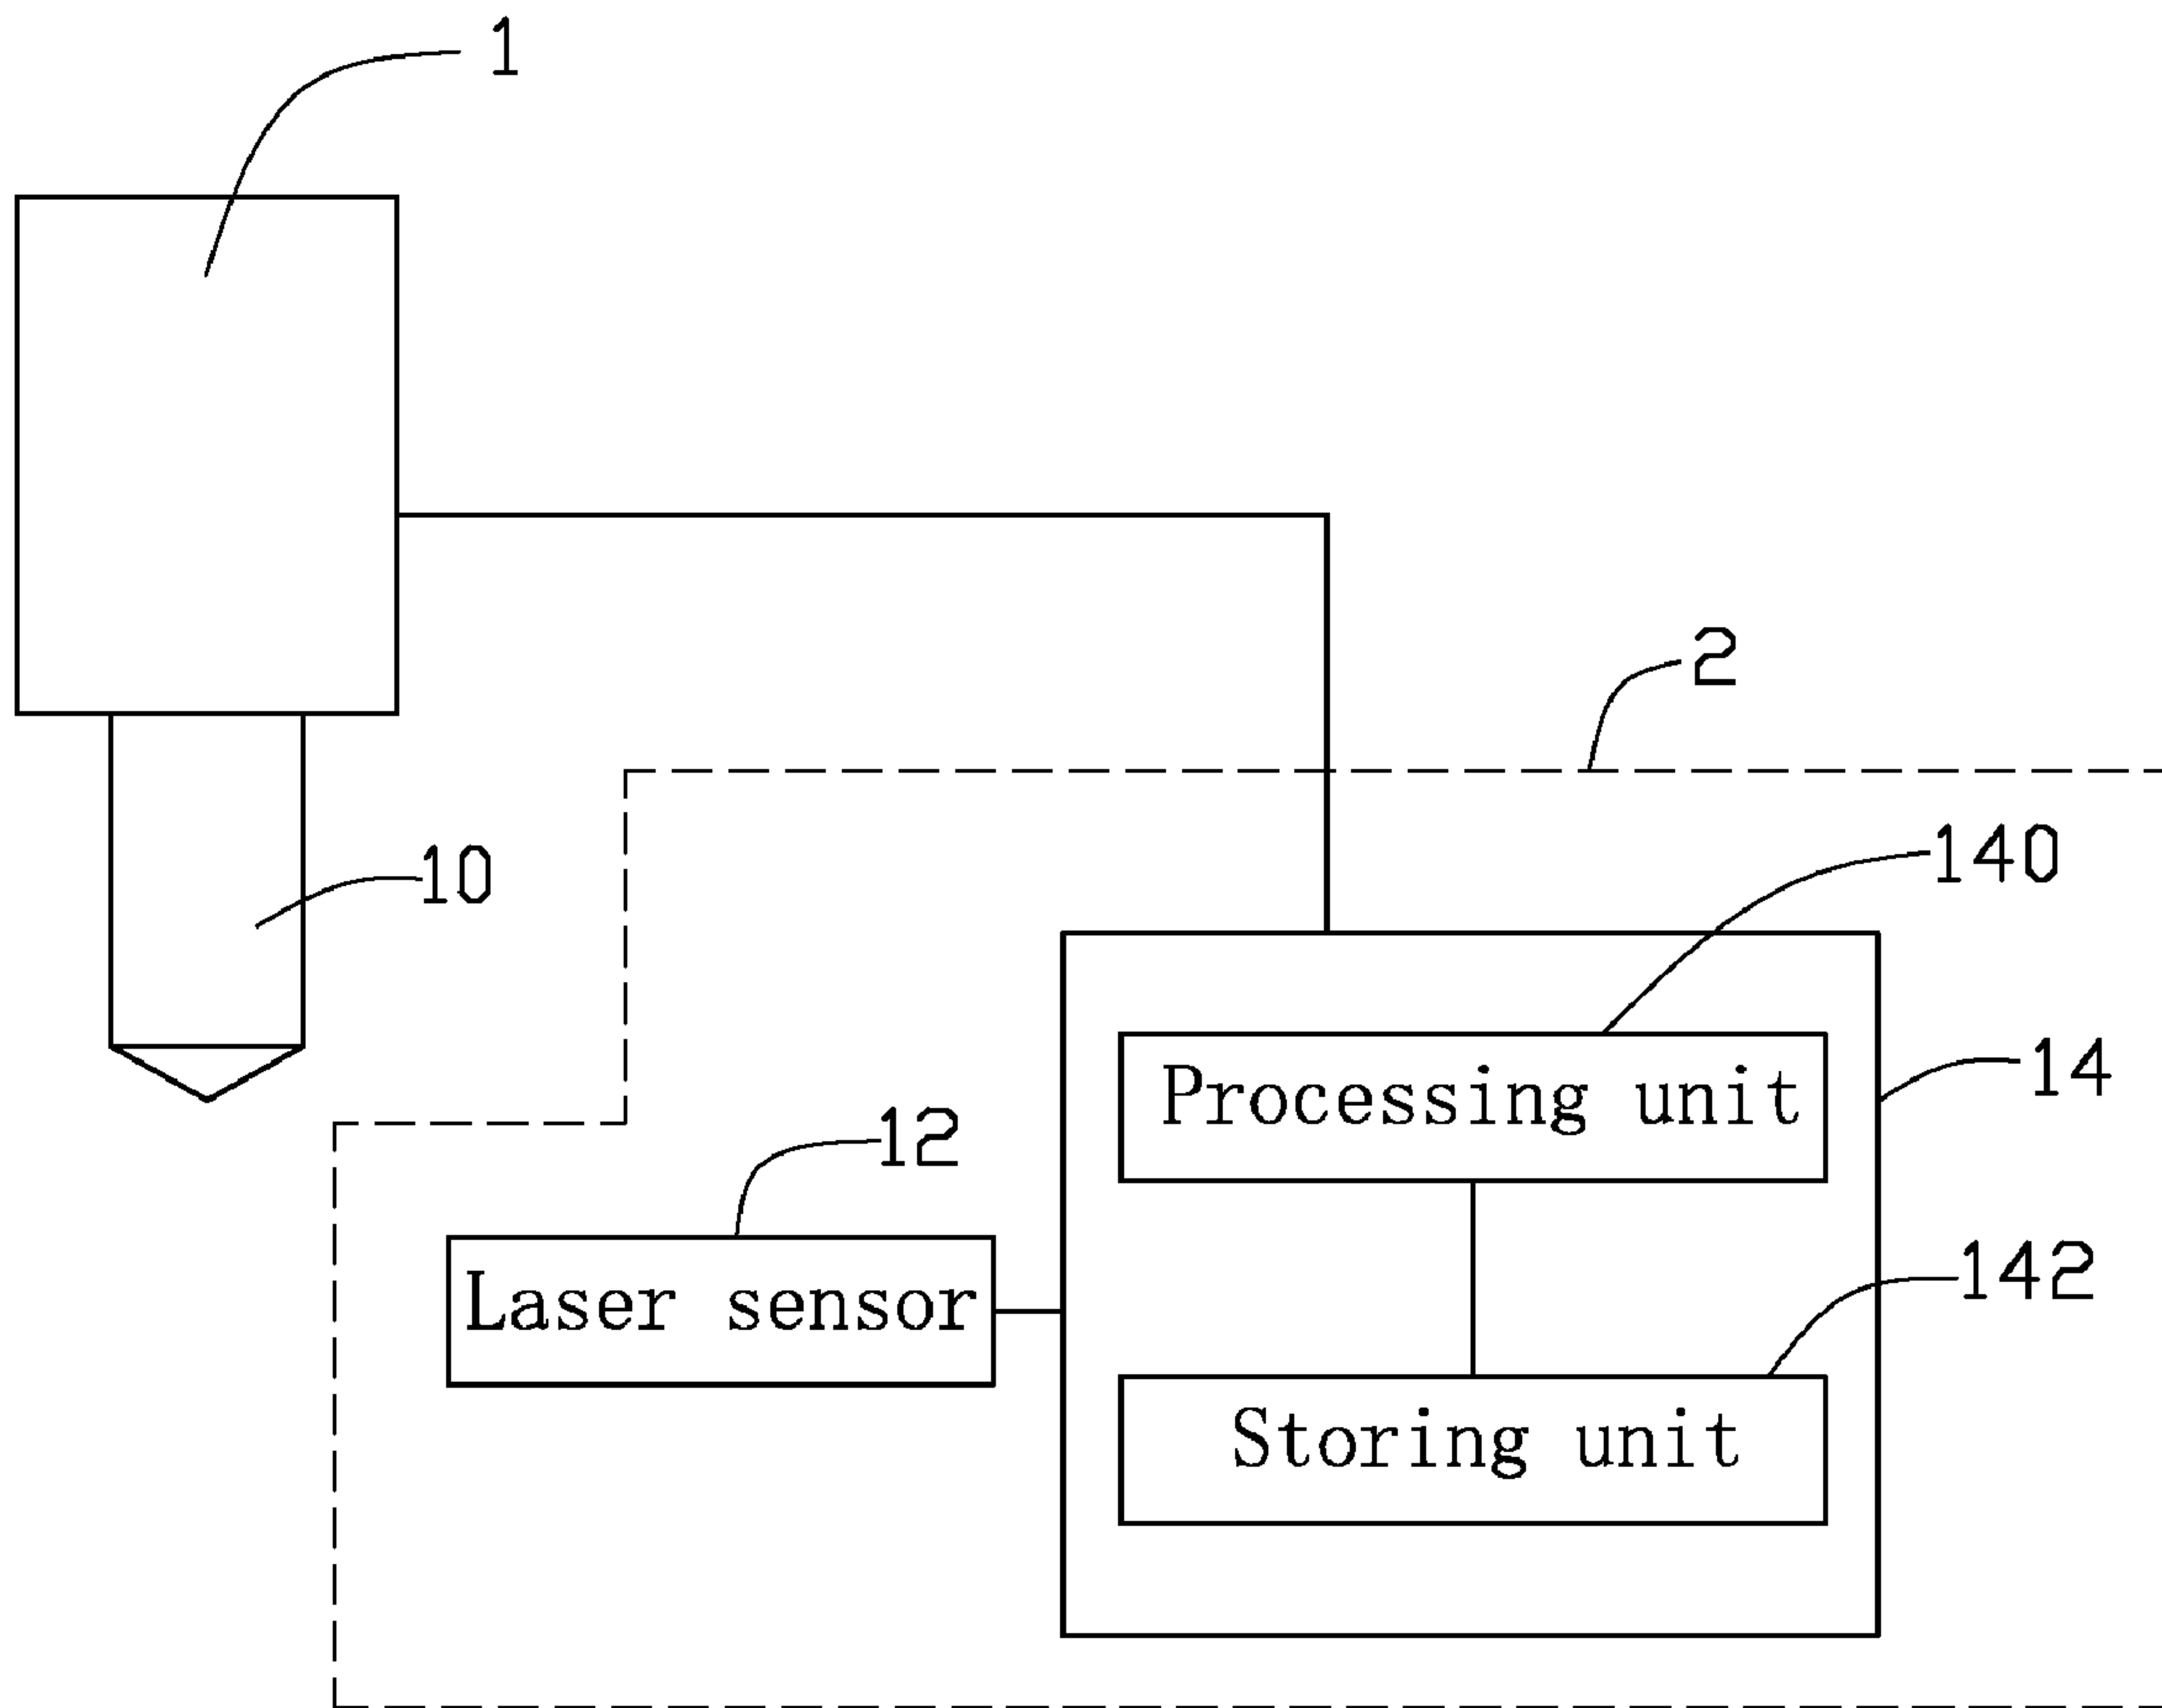 1
2
10
140
14
Processing unit
12
142
Laser sensor
Storing unit